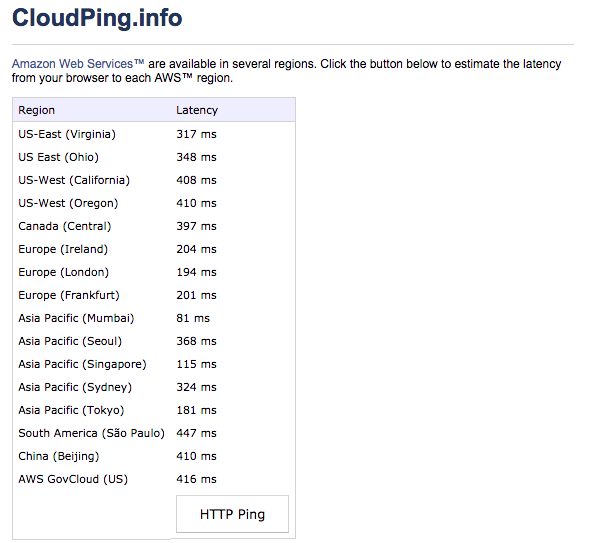 CloudPing.info
Amazon Web Services™ are available in several regions. Click the button below to estimate the latency
from your browser to each AWS™ region.
Region Latency
US-East (Virginia) 317 ms
US East (Ohio) 348 ms
US-West (California) 408 ms
US-West (Oregon) 410 ms
Canada (Central) 397 ms
Europe (Ireland) 204 ms
Europe (London) 194 ms
Europe (Frankfurt) 201 ms
Asia Pacific (Mumbai) 81 ms
Asia Pacific (Seoul) 368 ms
Asia Pacific (Singapore) 115 ms
Asia Pacific (Sydney) 324 ms
Asia Pacific (Tokyo) 181 ms
South America (São Paulo) 447 ms
China (Beijing) 410 ms
AWS GovCloud (US) 416 ms
HTTP Ping